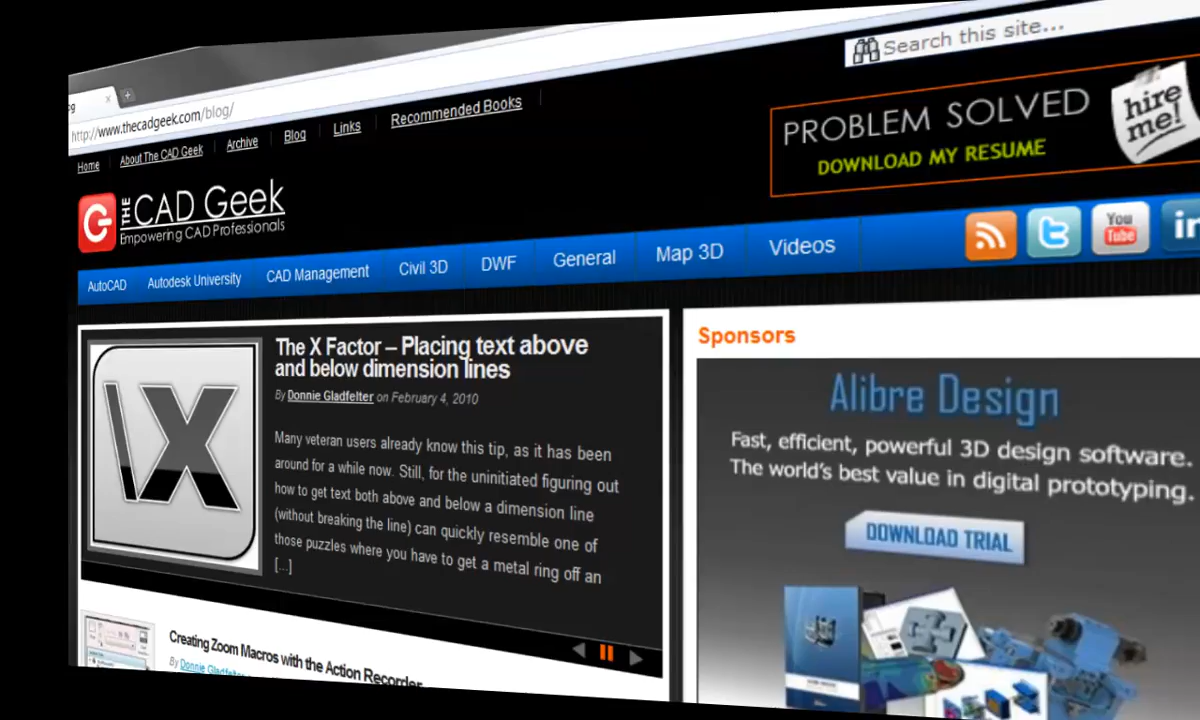 Search this site...
http://www.thecadgeek.com/blog/
Home
About The CAD Geek
Archive
Blog
Links
Recommended Books
PROBLEM SOLVED
DOWNLOAD MY RESUME
hire
me!
THE CAD Geek
Empowering CAD Professionals
AutoCAD
Autodesk University
CAD Management
Civil 3D
DWF
General
Map 3D
Videos
You
Tube
in
The X Factor – Placing text above
and below dimension lines
By Donnie Gladfelter on February 4, 2010
Many veteran users already know this tip, as it has been
around for a while now. Still, for the uninitiated figuring out
how to get text both above and below a dimension line
(without breaking the line) can quickly resemble one of
those puzzles where you have to get a metal ring off an
[...]
\X
Creating Zoom Macros with the Action Recorder
By Donnie Gladfelter
Sponsors
Alibre Design
Fast, efficient, powerful 3D design software.
The world's best value in digital prototyping.
DOWNLOAD TRIAL